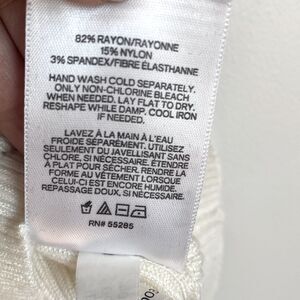 82% RAYON/RAYONNE
15% NYLON
3% SPANDEX/FIBRE ÉLASTHANNE
HAND WASH COLD SEPARATELY.
ONLY NON-CHLORINE BLEACH
WHEN NEEDED. LAY FLAT TO DRY.
RESHAPE WHILE DAMP. COOL IRON
IF NEEDED.
LAVEZ À LA MAIN À L'EAU
FROIDE SÉPARÉMENT. UTILISEZ
SEULEMENT DU JAVELLISANT SANS
CHLORE, SI NÉCESSAIRE. ÉTENDRE
À PLAT POUR SÉCHER. RENDRE LA
FORME AU VÊTEMENT LORSQUE
CELUI-CI EST ENCORE HUMIDE.
REPASSAGE DOUX, SI NÉCESSAIRE.
RN# 55285